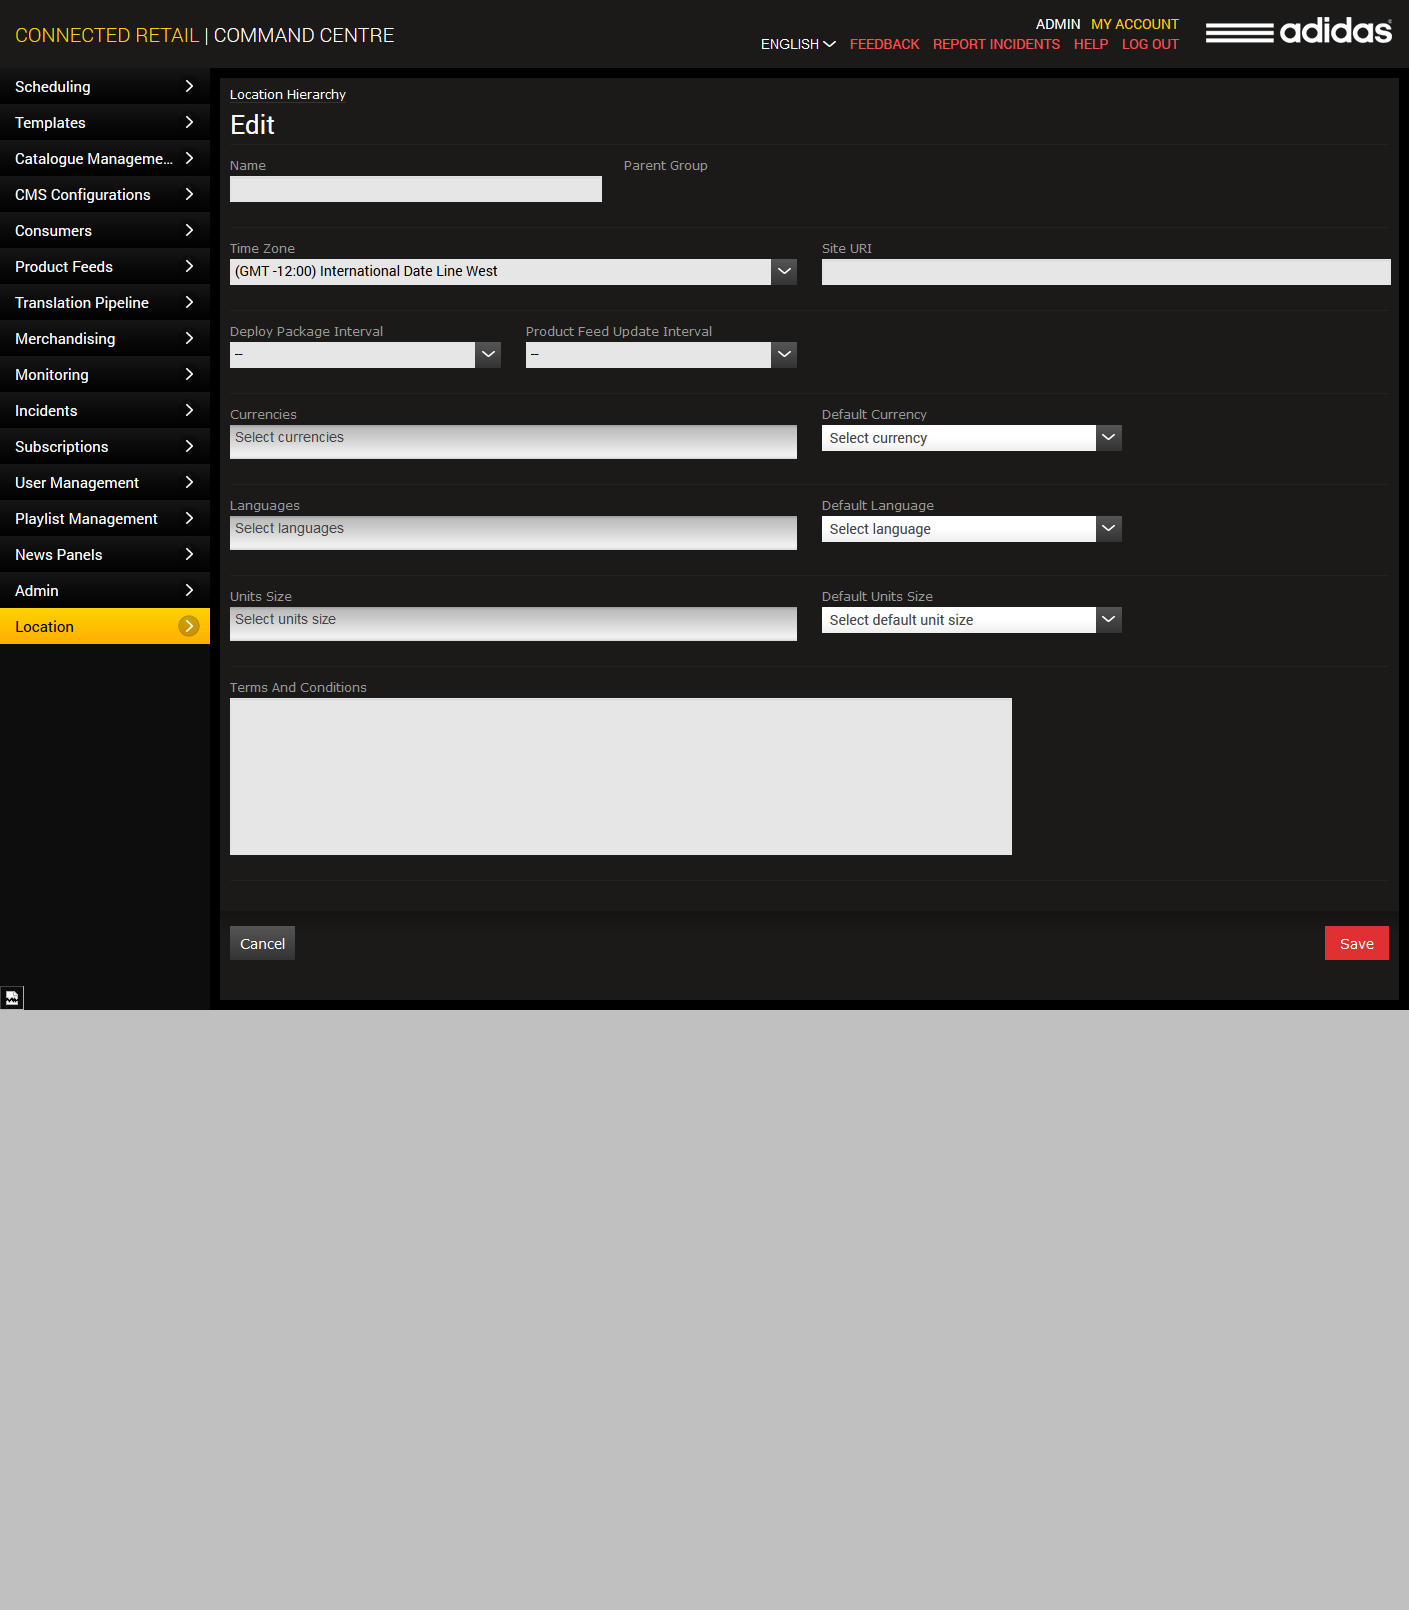 CONNECTED RETAIL | COMMAND CENTRE
ADMIN MY ACCOUNT
ENGLISH FEEDBACK REPORT INCIDENTS HELP LOG OUT
adidas
Scheduling
Templates
Catalogue Manageme...
CMS Configurations
Consumers
Product Feeds
Translation Pipeline
Merchandising
Monitoring
Incidents
Subscriptions
User Management
Playlist Management
News Panels
Admin
Location
Location Hierarchy
Edit
Name Parent Group
Time Zone Site URI
(GMT -12:00) International Date Line West
Deploy Package Interval Product Feed Update Interval
-- --
Currencies Default Currency
Select currencies Select currency
Languages Default Language
Select languages Select language
Units Size Default Units Size
Select units size Select default unit size
Terms And Conditions
Cancel Save